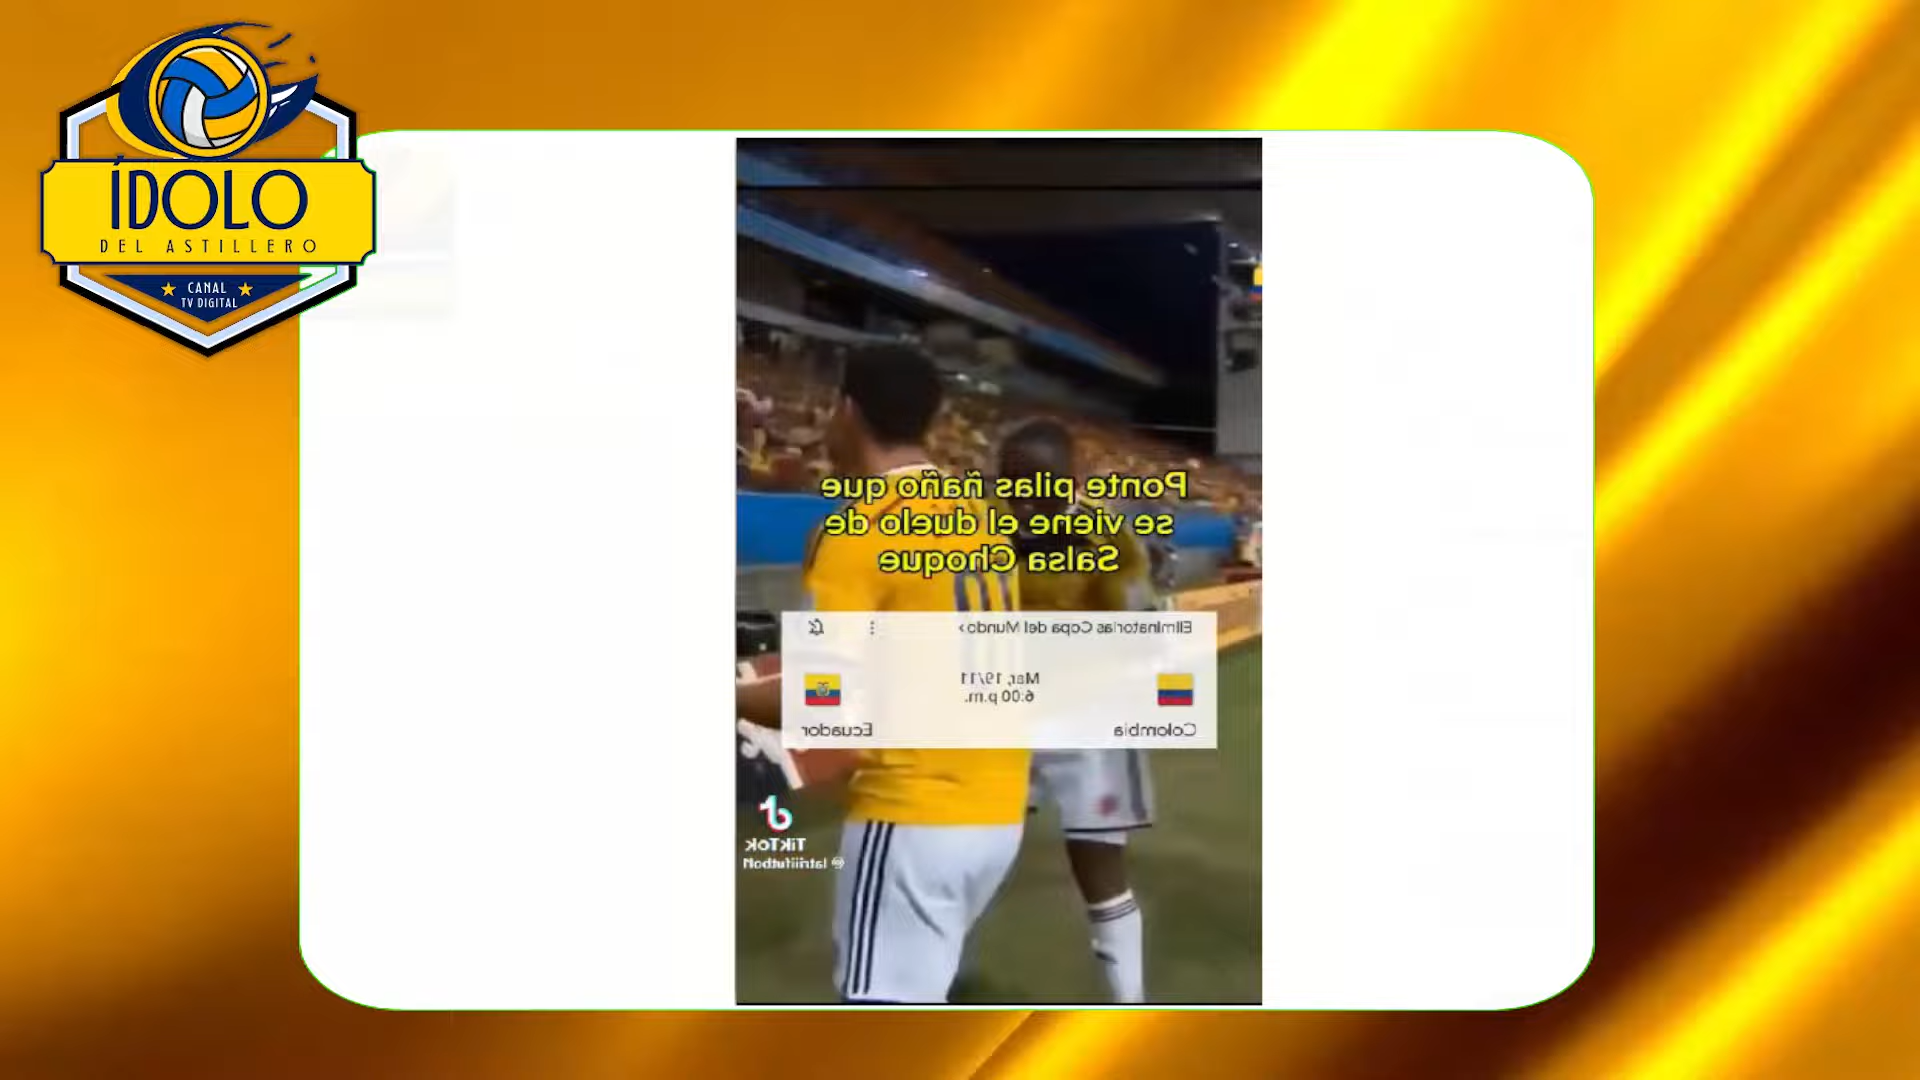 ÍDOLO
DEL ASTILLERO
CANAL
TV DIGITAL
Ponte pilas ñaño que
se viene el duelo de
Salsa Choque
10
Eliminatorias Copa del Mundo ›
Mar, 19/11
6:00 p.m.
Colombia
Ecuador
TikTok